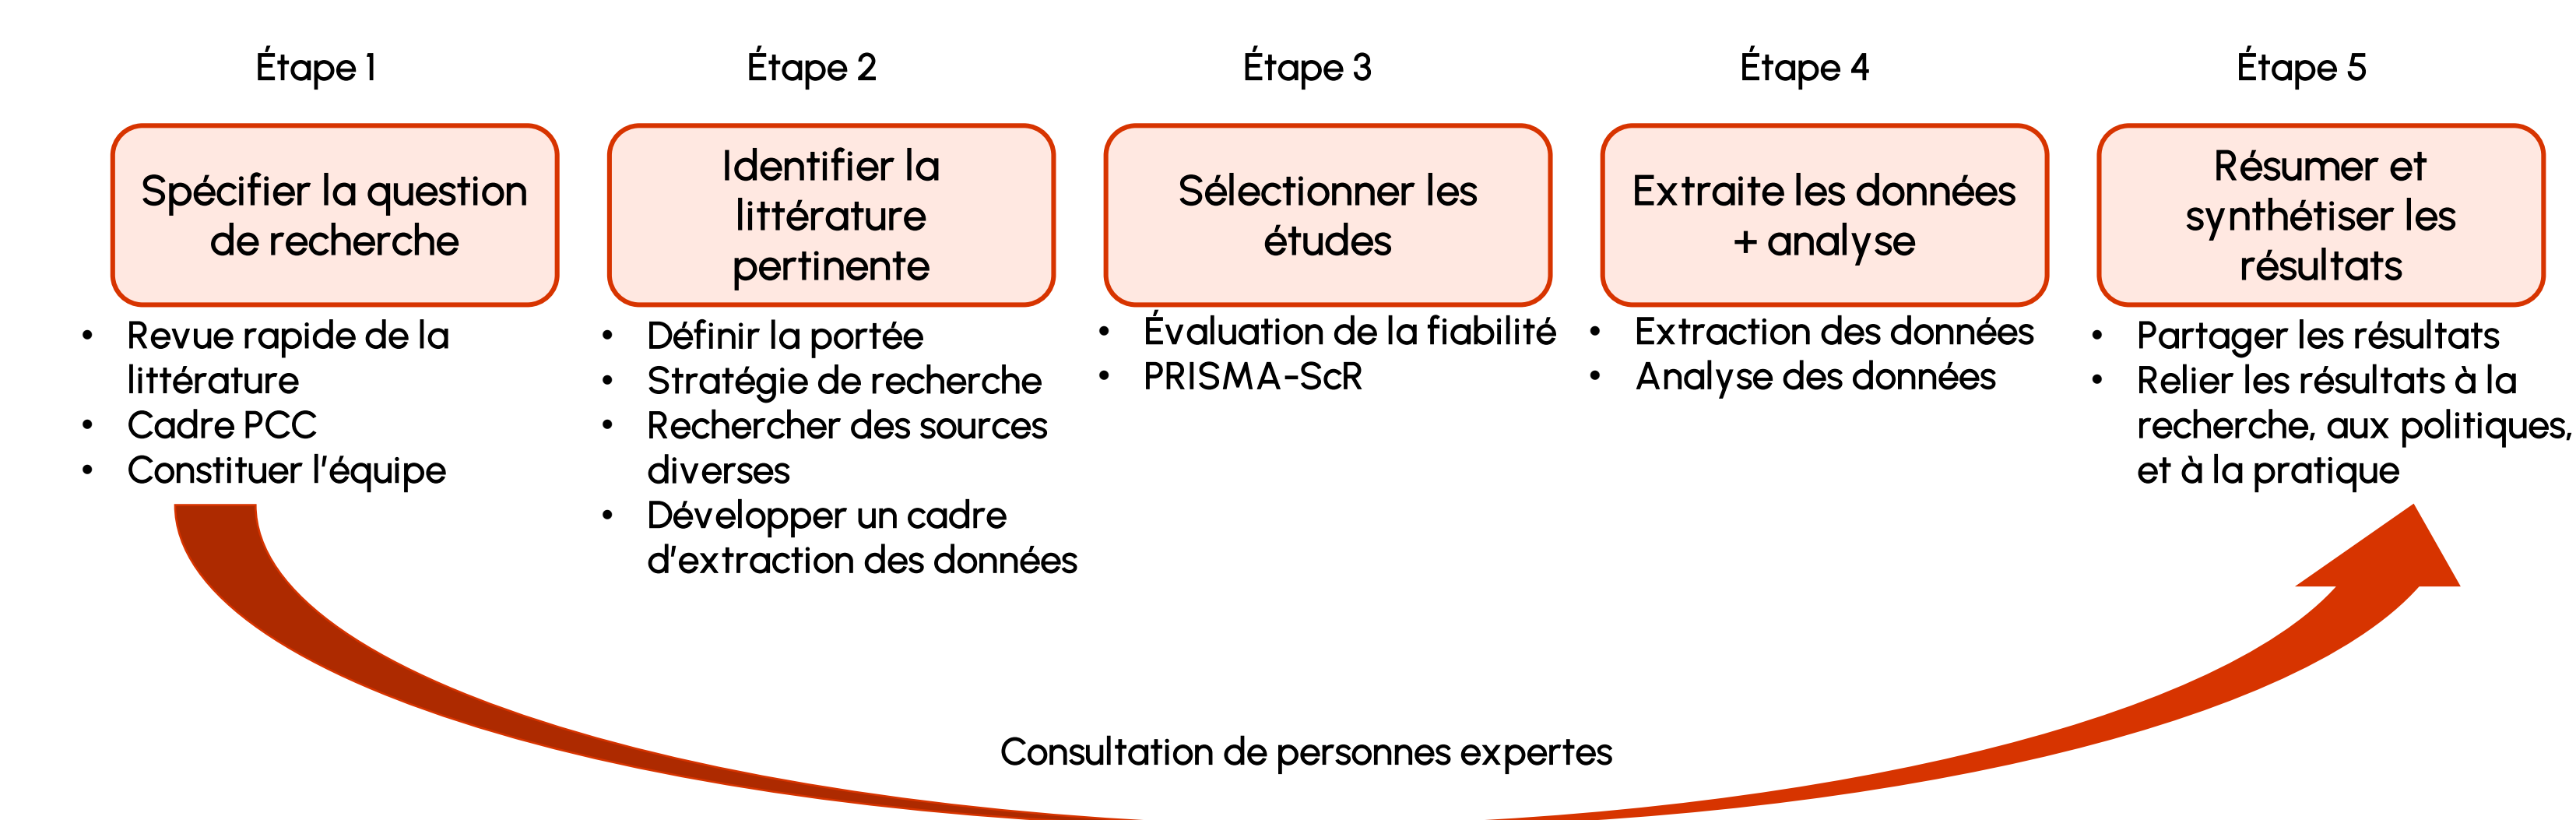 Étape 1
Spécifier la question
de recherche
• Revue rapide de la
littérature
• Cadre PCC
• Constituer l'équipe
Étape 2
Identifier la
littérature
pertinente
• Définir la portée
• Stratégie de recherche
• Rechercher des sources
diverses
• Développer un cadre
d'extraction des données
Étape 3
Sélectionner les
études
• Évaluation de la fiabilité
• PRISMA-ScR
Étape 4
Extraite les données
+ analyse
• Extraction des données
• Analyse des données
Étape 5
Résumer et
synthétiser les
résultats
• Partager les résultats
• Relier les résultats à la
recherche, aux politiques,
et à la pratique
Consultation de personnes expertes